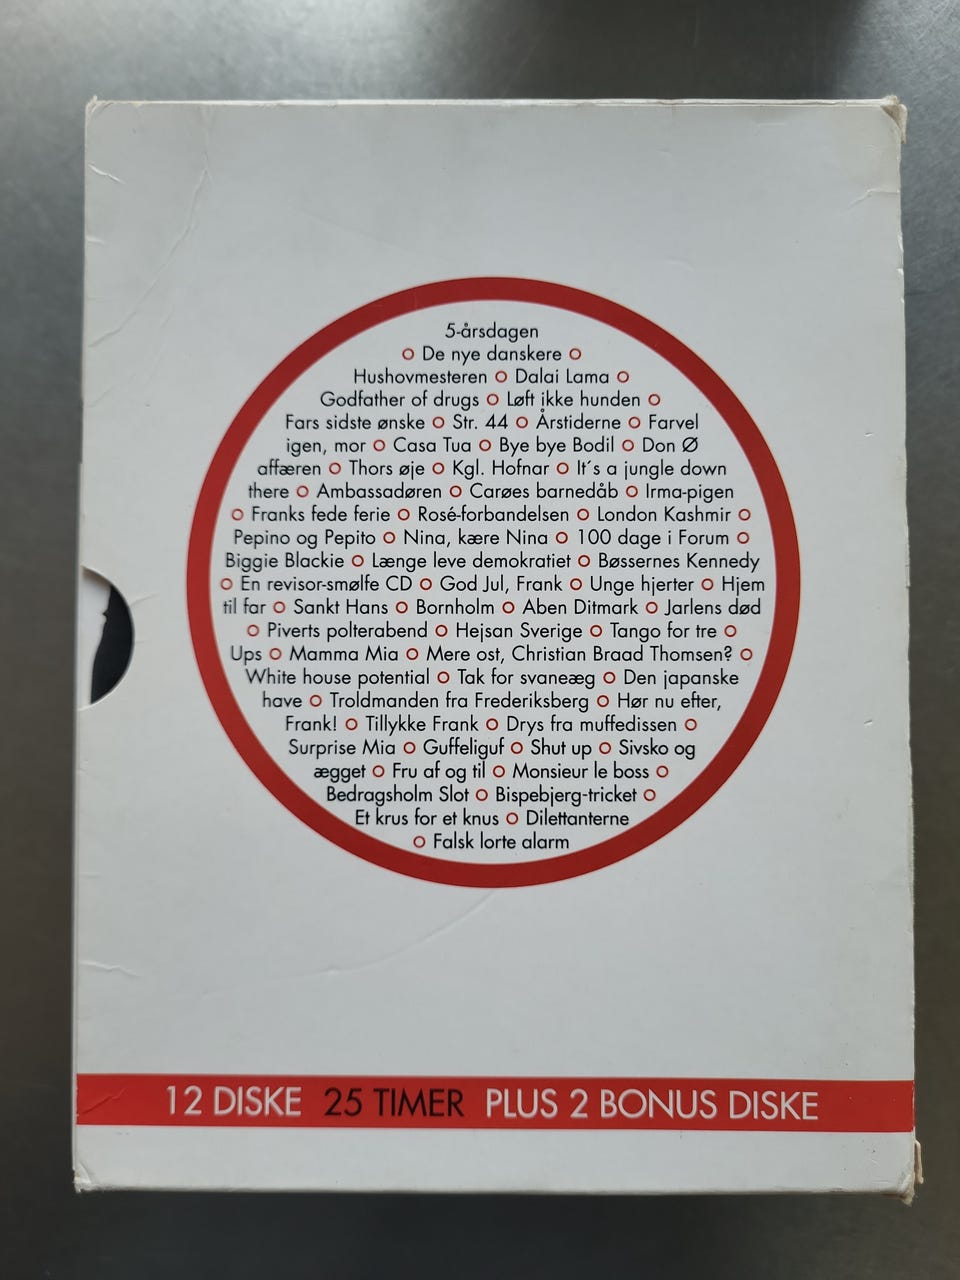 5-årsdagen
o De nye danskere o
Hushovmesteren o Dalai Lama o
Godfather of drugs o Løft ikke hunden o
Fars sidste ønske o Str. 44 o Årstiderne o Farvel
igen, mor o Casa Tua o Bye bye Bodil o Don Ø
affæren o Thors øje o Kgl. Hofnar o It´s a jungle down
there o Ambassadøren o Carøes barnedåb o Irma-pigen
o Franks fede ferie o Rosé-forbandelsen o London Kashmir o
Pepino og Pepito o Nina, kære Nina o 100 dage i Forum o
Biggie Blackie o Længe leve demokratiet o Bøssernes Kennedy
o En revisor-smølfe CD o God Jul, Frank o Unge hjerter o Hjem
til far o Sankt Hans o Bornholm o Aben Ditmark o Jarlens død
o Piverts polterabend o Hejsan Sverige o Tango for tre o
Ups o Mamma Mia o Mere ost, Christian Braad Thomsen? o
White house potential o Tak for svaneæg o Den japanske
have o Troldmanden fra Frederiksberg o Hør nu efter,
Frank! o Tillykke Frank o Drys fra muffedissen o
Surprise Mia o Guffeliguf o Shut up o Sivsko og
ægget o Fru af og til o Monsieur le boss o
Bedragsholm Slot o Bispebjerg-tricket o
Et krus for et knus o Dilettanterne
o Falsk lorte alarm
12 DISKE 25 TIMER PLUS 2 BONUS DISKE